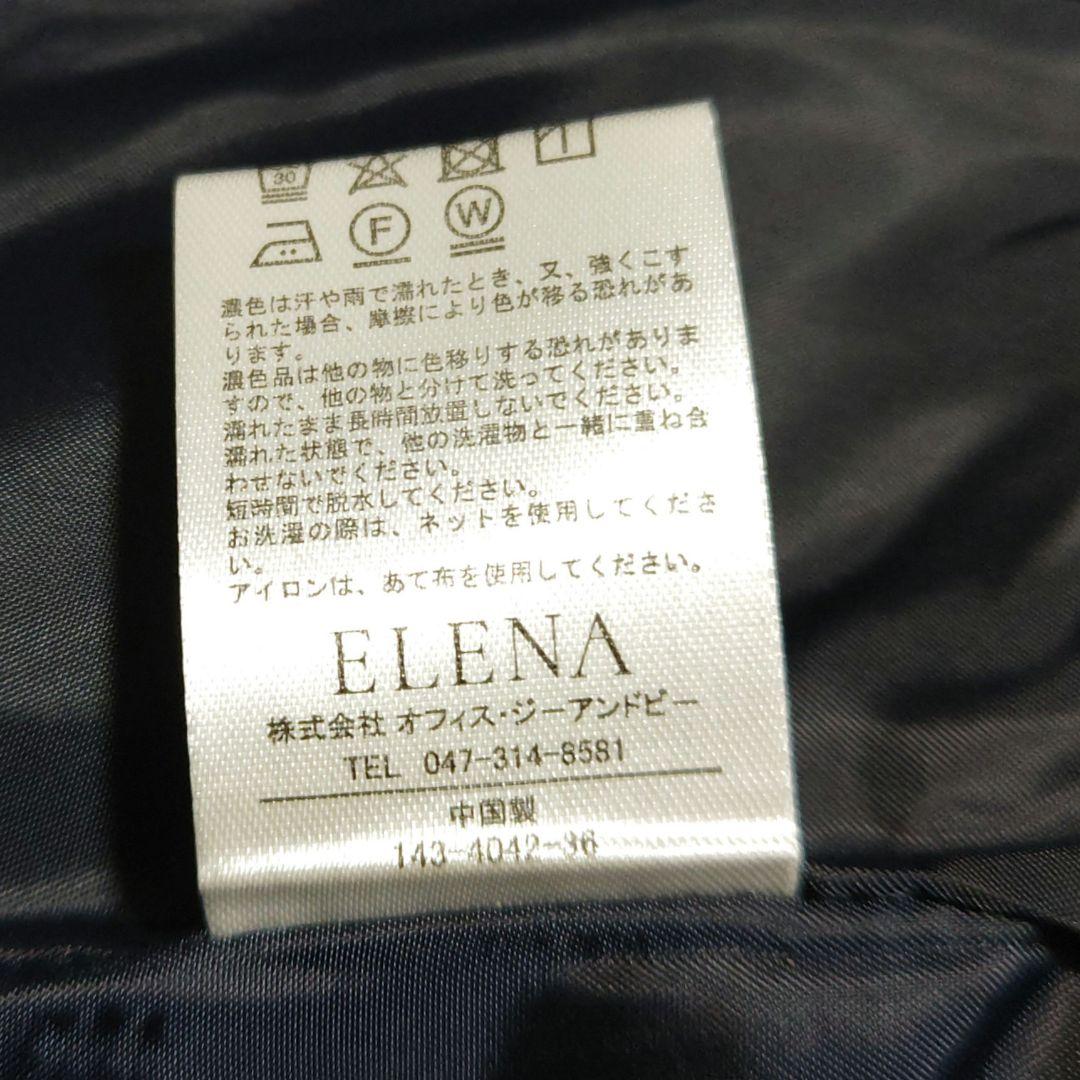 30
F W
濃色は汗や雨で濡れたとき、又、強くこす
られた場合、摩擦により色が移る恐れがあ
ります。
濃色品は他の物に色移りする恐れがありま
すので、他の物と分けて洗ってください。
濡れたまま長時間放置しないでください。
濡れた状態で、他の洗濯物と一緒に重ね合
わせないでください。
短時間で脱水してください。
お洗濯の際は、ネットを使用してくださ
い。
アイロンは、あて布を使用してください。
ELENA
株式会社 オフィス・ジーアンドピー
TEL 047-314-8581
中国製
143-4042-36